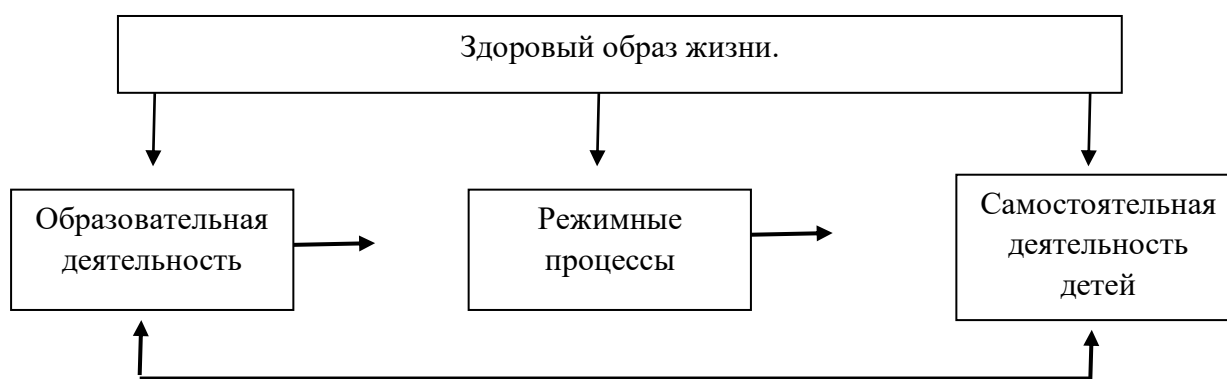 Здоровый образ жизни.
Образовательная
деятельность
Режимные
процессы
Самостоятельная
деятельность
детей